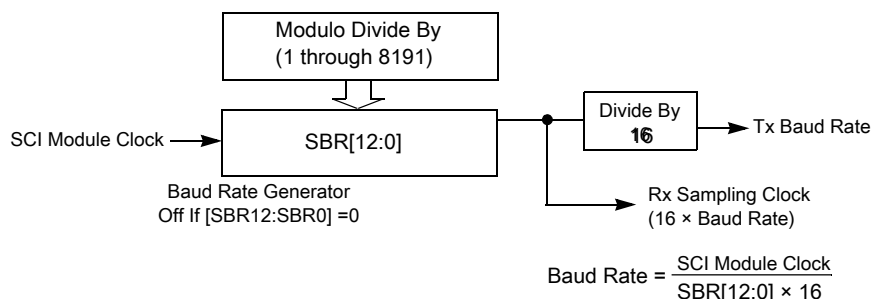 Modulo Divide By
(1 through 8191)
SCI Module Clock
SBR[12:0]
Divide By
16
Tx Baud Rate
Baud Rate Generator
Off If [SBR12:SBR0] =0
Rx Sampling Clock
(16 × Baud Rate)
Baud Rate = SCI Module Clock
SBR[12:0] × 16